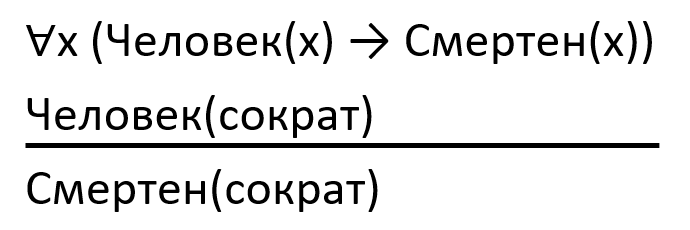 ∀x (Человек(x) → Смертен(x))
Человек(сократ)
Смертен(сократ)